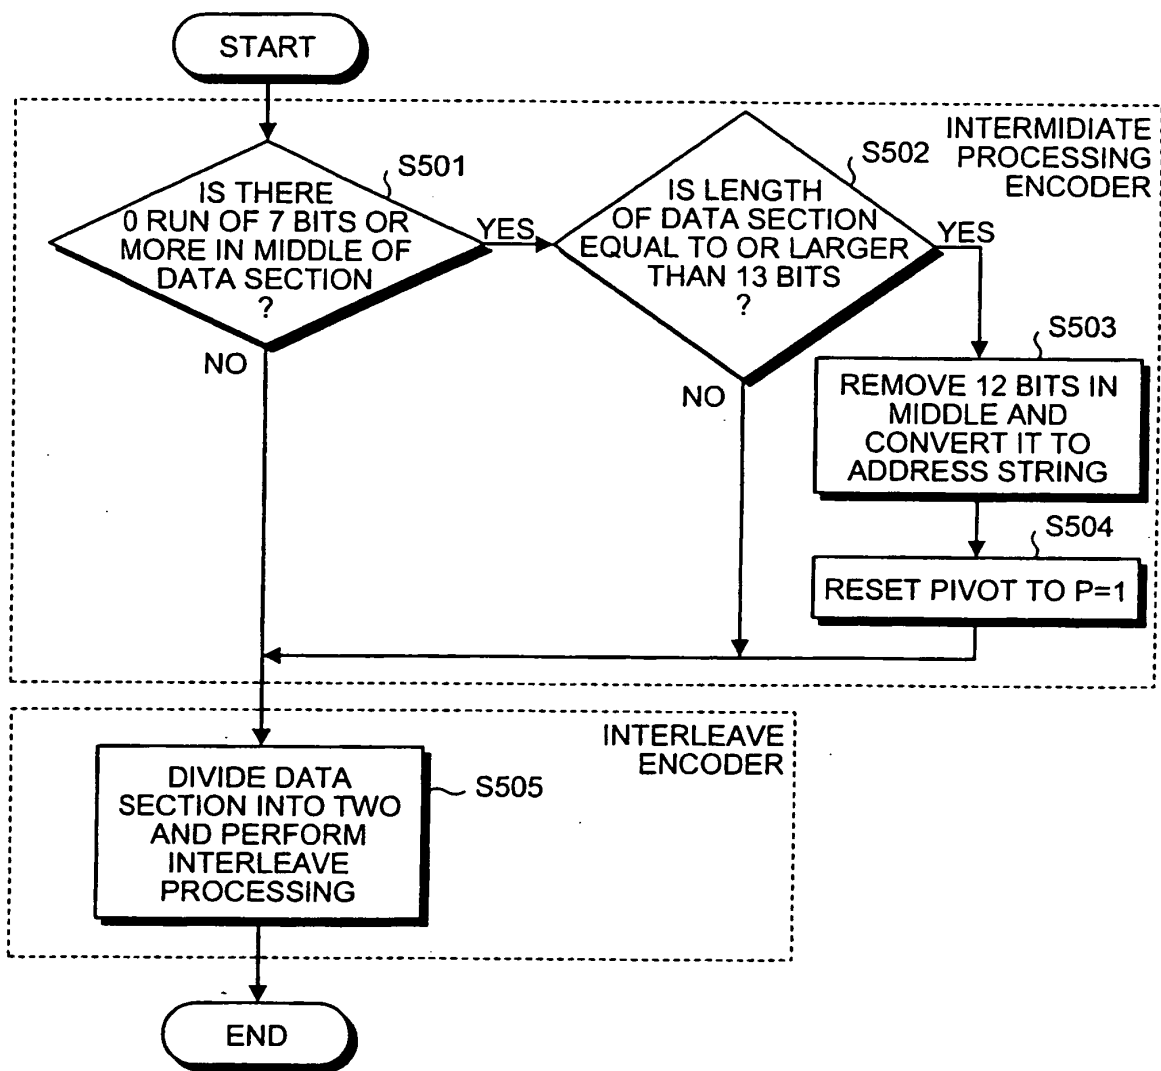 START
INTERMIDIATE
PROCESSING
ENCODER
S501
IS THERE
0 RUN OF 7 BITS OR
MORE IN MIDDLE OF
DATA SECTION
?
YES
NO
S502
IS LENGTH
OF DATA SECTION
EQUAL TO OR LARGER
THAN 13 BITS
?
YES
NO
S503
REMOVE 12 BITS IN
MIDDLE AND
CONVERT IT TO
ADDRESS STRING
S504
RESET PIVOT TO P=1
INTERLEAVE
ENCODER
DIVIDE DATA
SECTION INTO TWO
AND PERFORM
INTERLEAVE
PROCESSING
S505
END